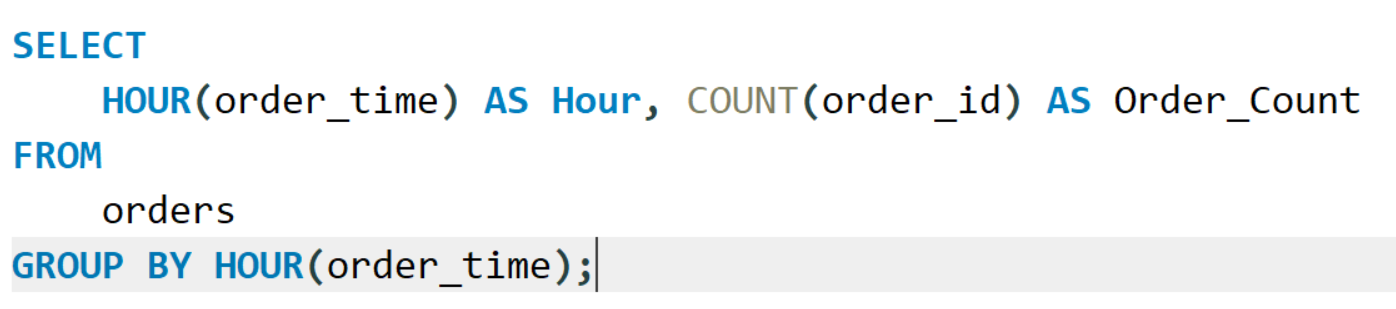 SELECT
    HOUR(order_time) AS Hour, COUNT(order_id) AS Order_Count
FROM
    orders
GROUP BY HOUR(order_time);